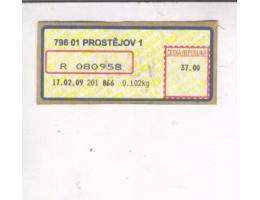 796 01 PROSTĚJOV 1
ČESKÁ REPUBLIKA
R 080958
37.00
17.02.09 201 866 0.102kg